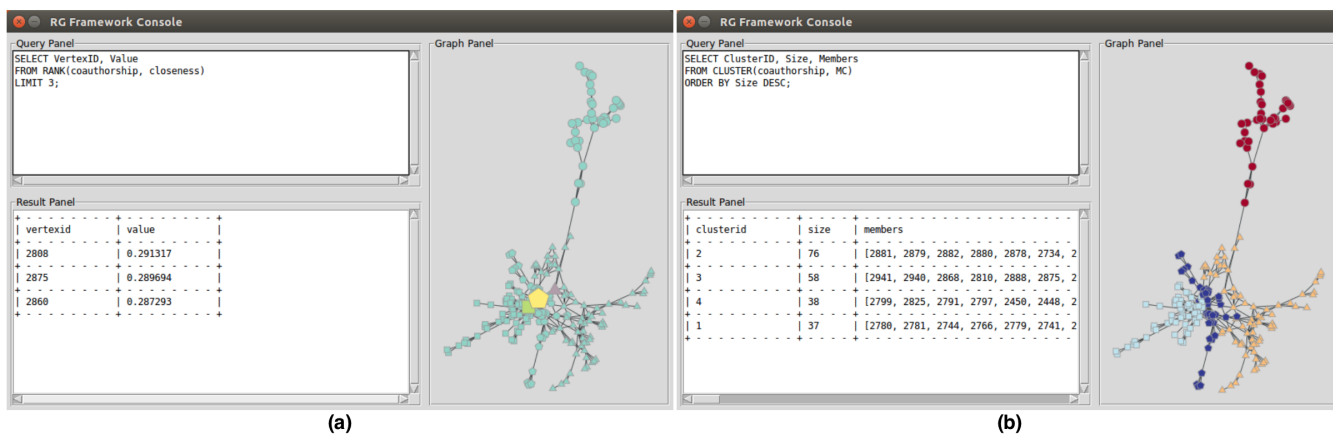 RG Framework Console
Query Panel
SELECT VertexID, Value
FROM RANK(coauthorship, closeness)
LIMIT 3;
Result Panel
+ - - - - - - - - + - - - - - - - - +
| vertexid | value |
+ - - - - - - - - + - - - - - - - - +
| 2808 | 0.291317 |
+ - - - - - - - - + - - - - - - - - +
| 2875 | 0.289694 |
+ - - - - - - - - + - - - - - - - - +
| 2860 | 0.287293 |
+ - - - - - - - - + - - - - - - - - +
Graph Panel
(a)
RG Framework Console
Query Panel
SELECT ClusterID, Size, Members
FROM CLUSTER(coauthorship, MC)
ORDER BY Size DESC;
Result Panel
+ - - - - - - - - - - + - - - - - + - - - - - - - - - - - - - - - - - - - -
| clusterid | size | members
+ - - - - - - - - - - + - - - - - + - - - - - - - - - - - - - - - - - - - -
| 2 | 76 | [2881, 2879, 2882, 2880, 2878, 2734, 2
+ - - - - - - - - - - + - - - - - + - - - - - - - - - - - - - - - - - - - -
| 3 | 58 | [2941, 2940, 2868, 2810, 2888, 2875, 2
+ - - - - - - - - - - + - - - - - + - - - - - - - - - - - - - - - - - - - -
| 4 | 38 | [2799, 2825, 2791, 2797, 2450, 2448, 2
+ - - - - - - - - - - + - - - - - + - - - - - - - - - - - - - - - - - - - -
| 1 | 37 | [2780, 2781, 2744, 2766, 2779, 2741, 2
+ - - - - - - - - - - + - - - - - + - - - - - - - - - - - - - - - - - - - -
Graph Panel
(b)